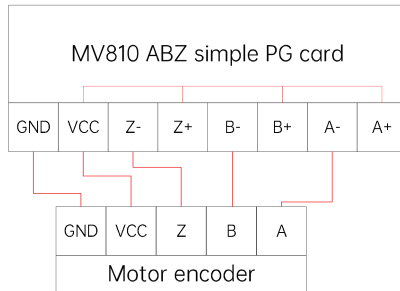 MV810 ABZ simple PG card
GND VCC Z- Z+ B- B+ A- A+
GND VCC Z B A
Motor encoder